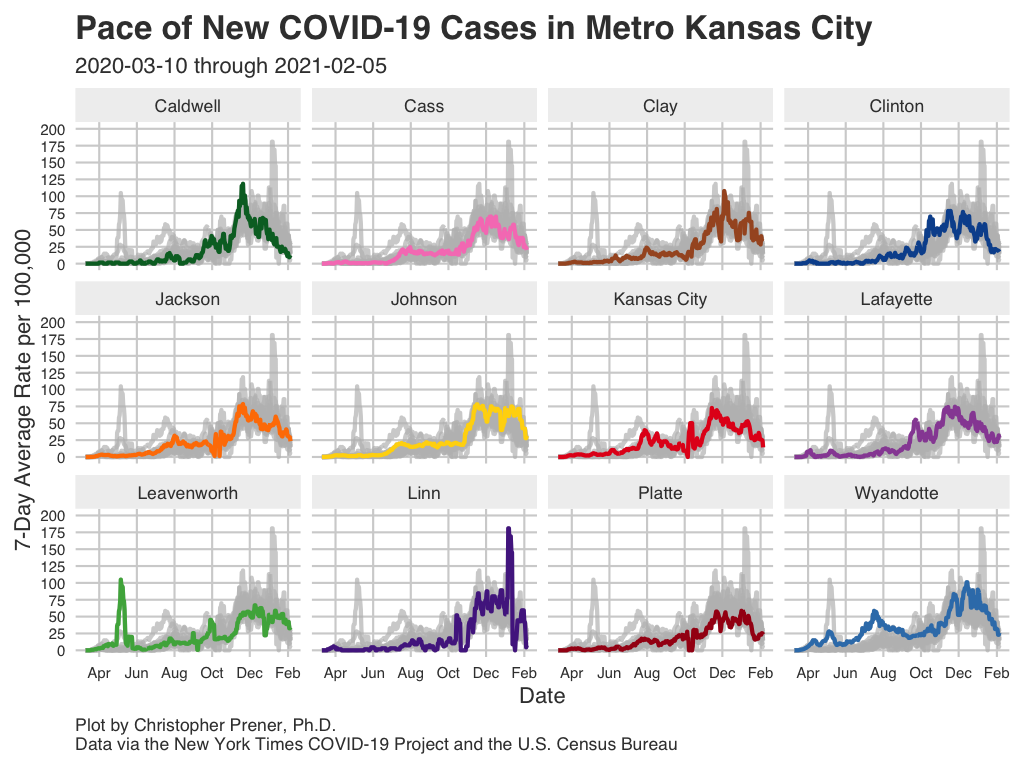 Pace of New COVID-19 Cases in Metro Kansas City
2020-03-10 through 2021-02-05
Caldwell Cass Clay Clinton
200
175
150
125
100
75
50
25
0
Jackson Johnson Kansas City Lafayette
200
175
150
125
100
75
50
25
0
Leavenworth Linn Platte Wyandotte
200
175
150
125
100
75
50
25
0
7-Day Average Rate per 100,000
Apr Jun Aug Oct Dec Feb Apr Jun Aug Oct Dec Feb Apr Jun Aug Oct Dec Feb Apr Jun Aug Oct Dec Feb
Date
Plot by Christopher Prener, Ph.D.
Data via the New York Times COVID-19 Project and the U.S. Census Bureau